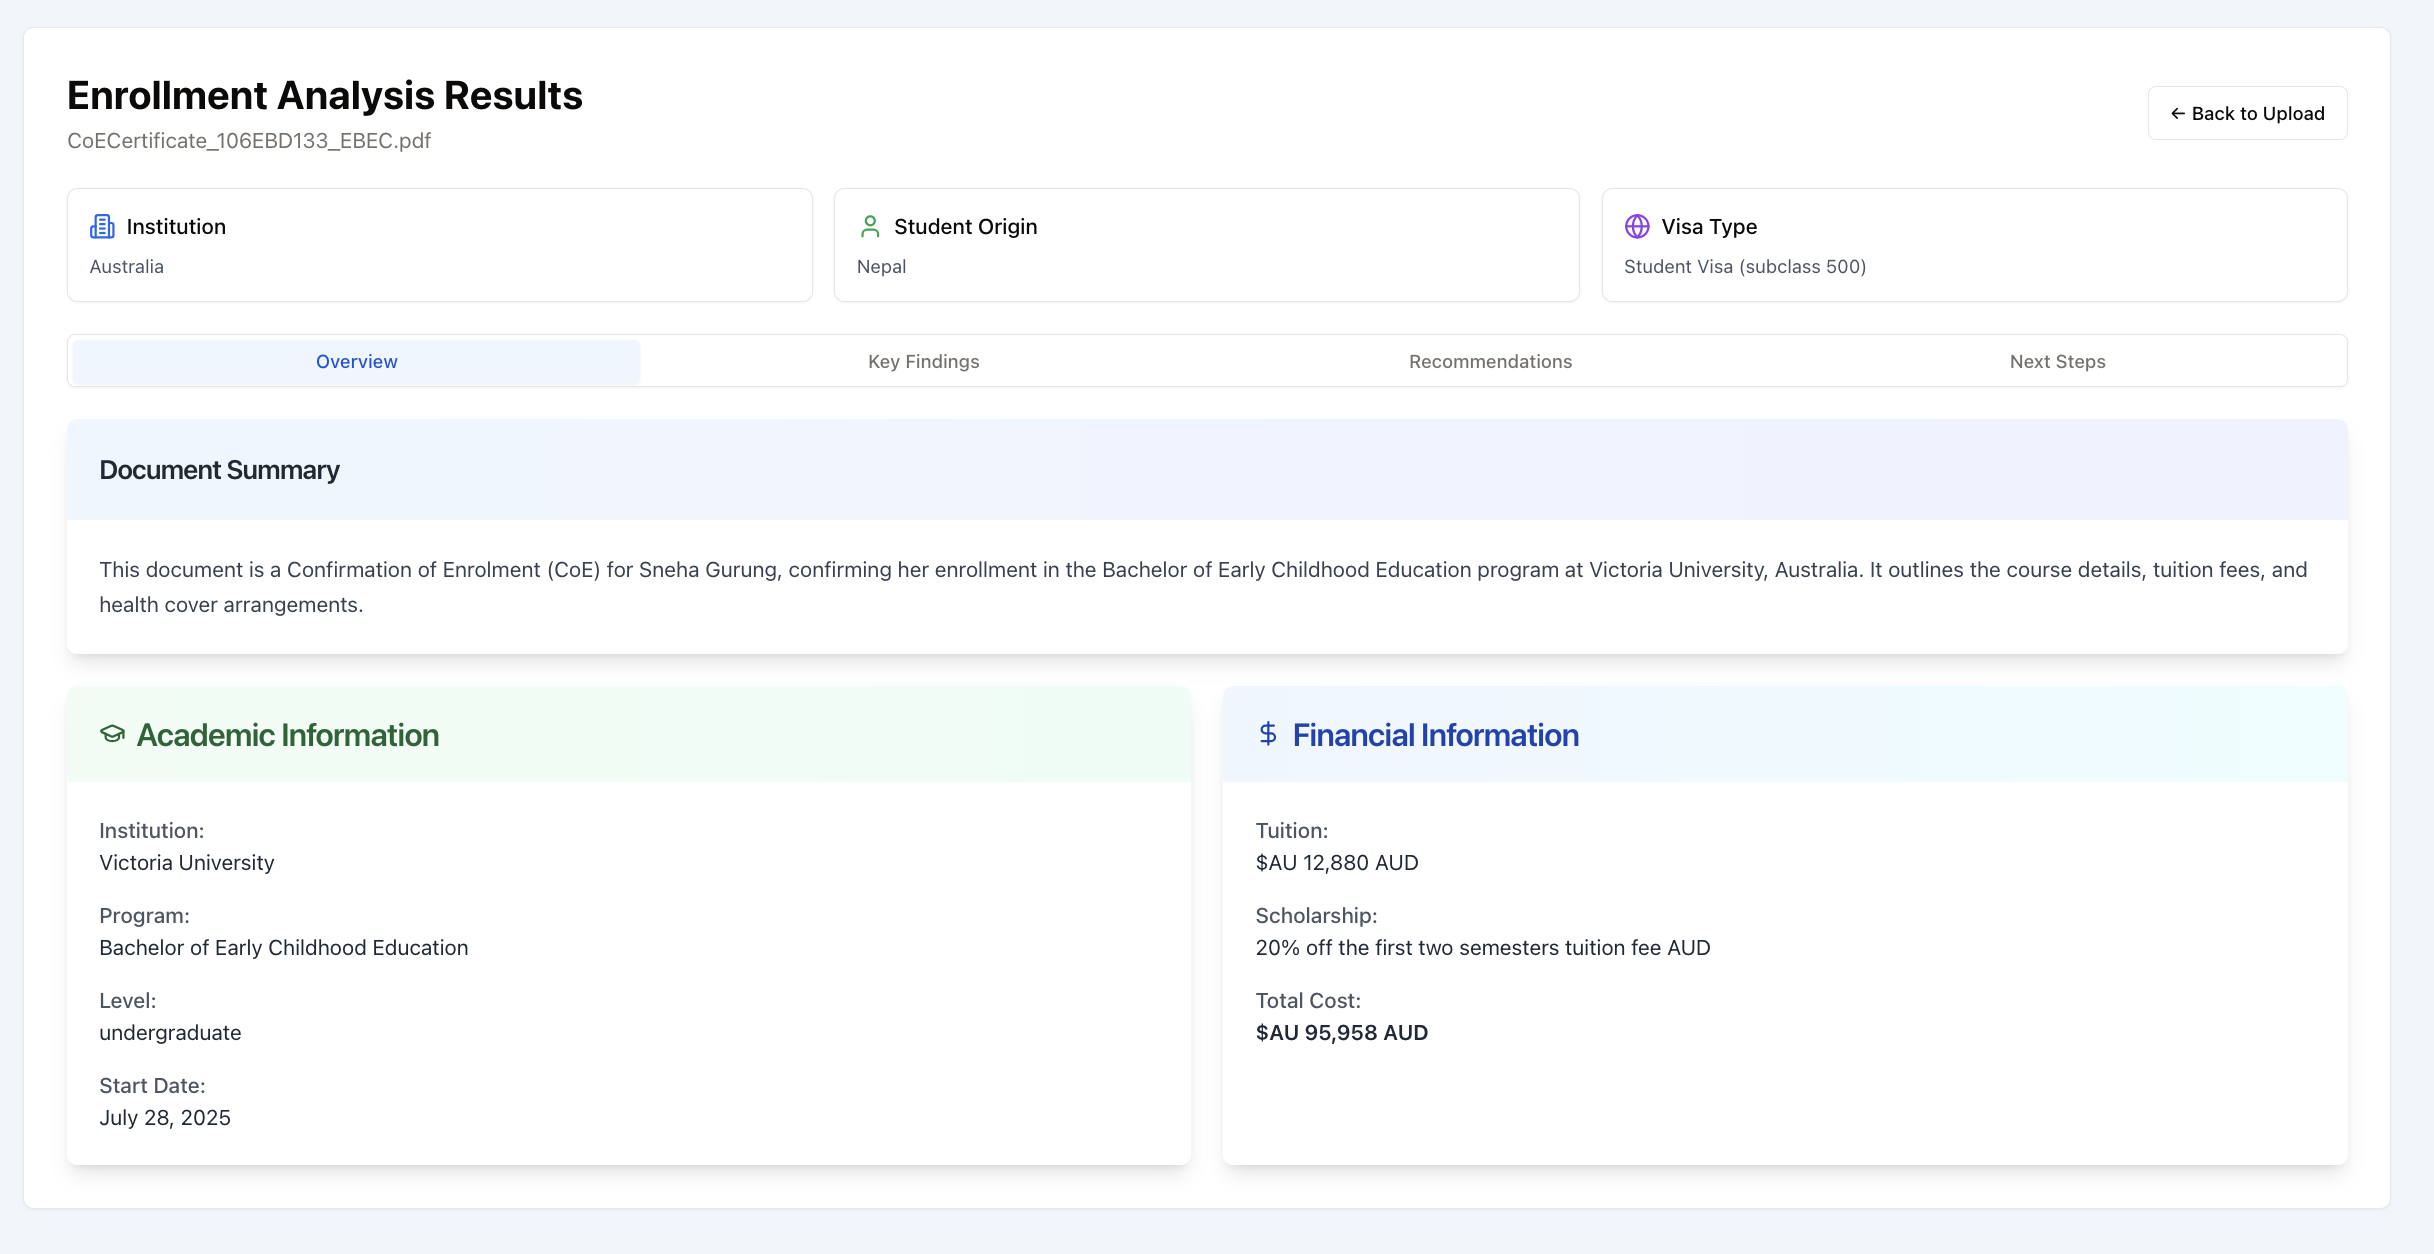 Enrollment Analysis Results
CoECertificate_106EBD133_EBEC.pdf
← Back to Upload
Institution
Australia
Student Origin
Nepal
Visa Type
Student Visa (subclass 500)
Overview
Key Findings
Recommendations
Next Steps
Document Summary
This document is a Confirmation of Enrolment (CoE) for Sneha Gurung, confirming her enrollment in the Bachelor of Early Childhood Education program at Victoria University, Australia. It outlines the course details, tuition fees, and
health cover arrangements.
Academic Information
Institution:
Victoria University
Program:
Bachelor of Early Childhood Education
Level:
undergraduate
Start Date:
July 28, 2025
$ Financial Information
Tuition:
$AU 12,880 AUD
Scholarship:
20% off the first two semesters tuition fee AUD
Total Cost:
$AU 95,958 AUD